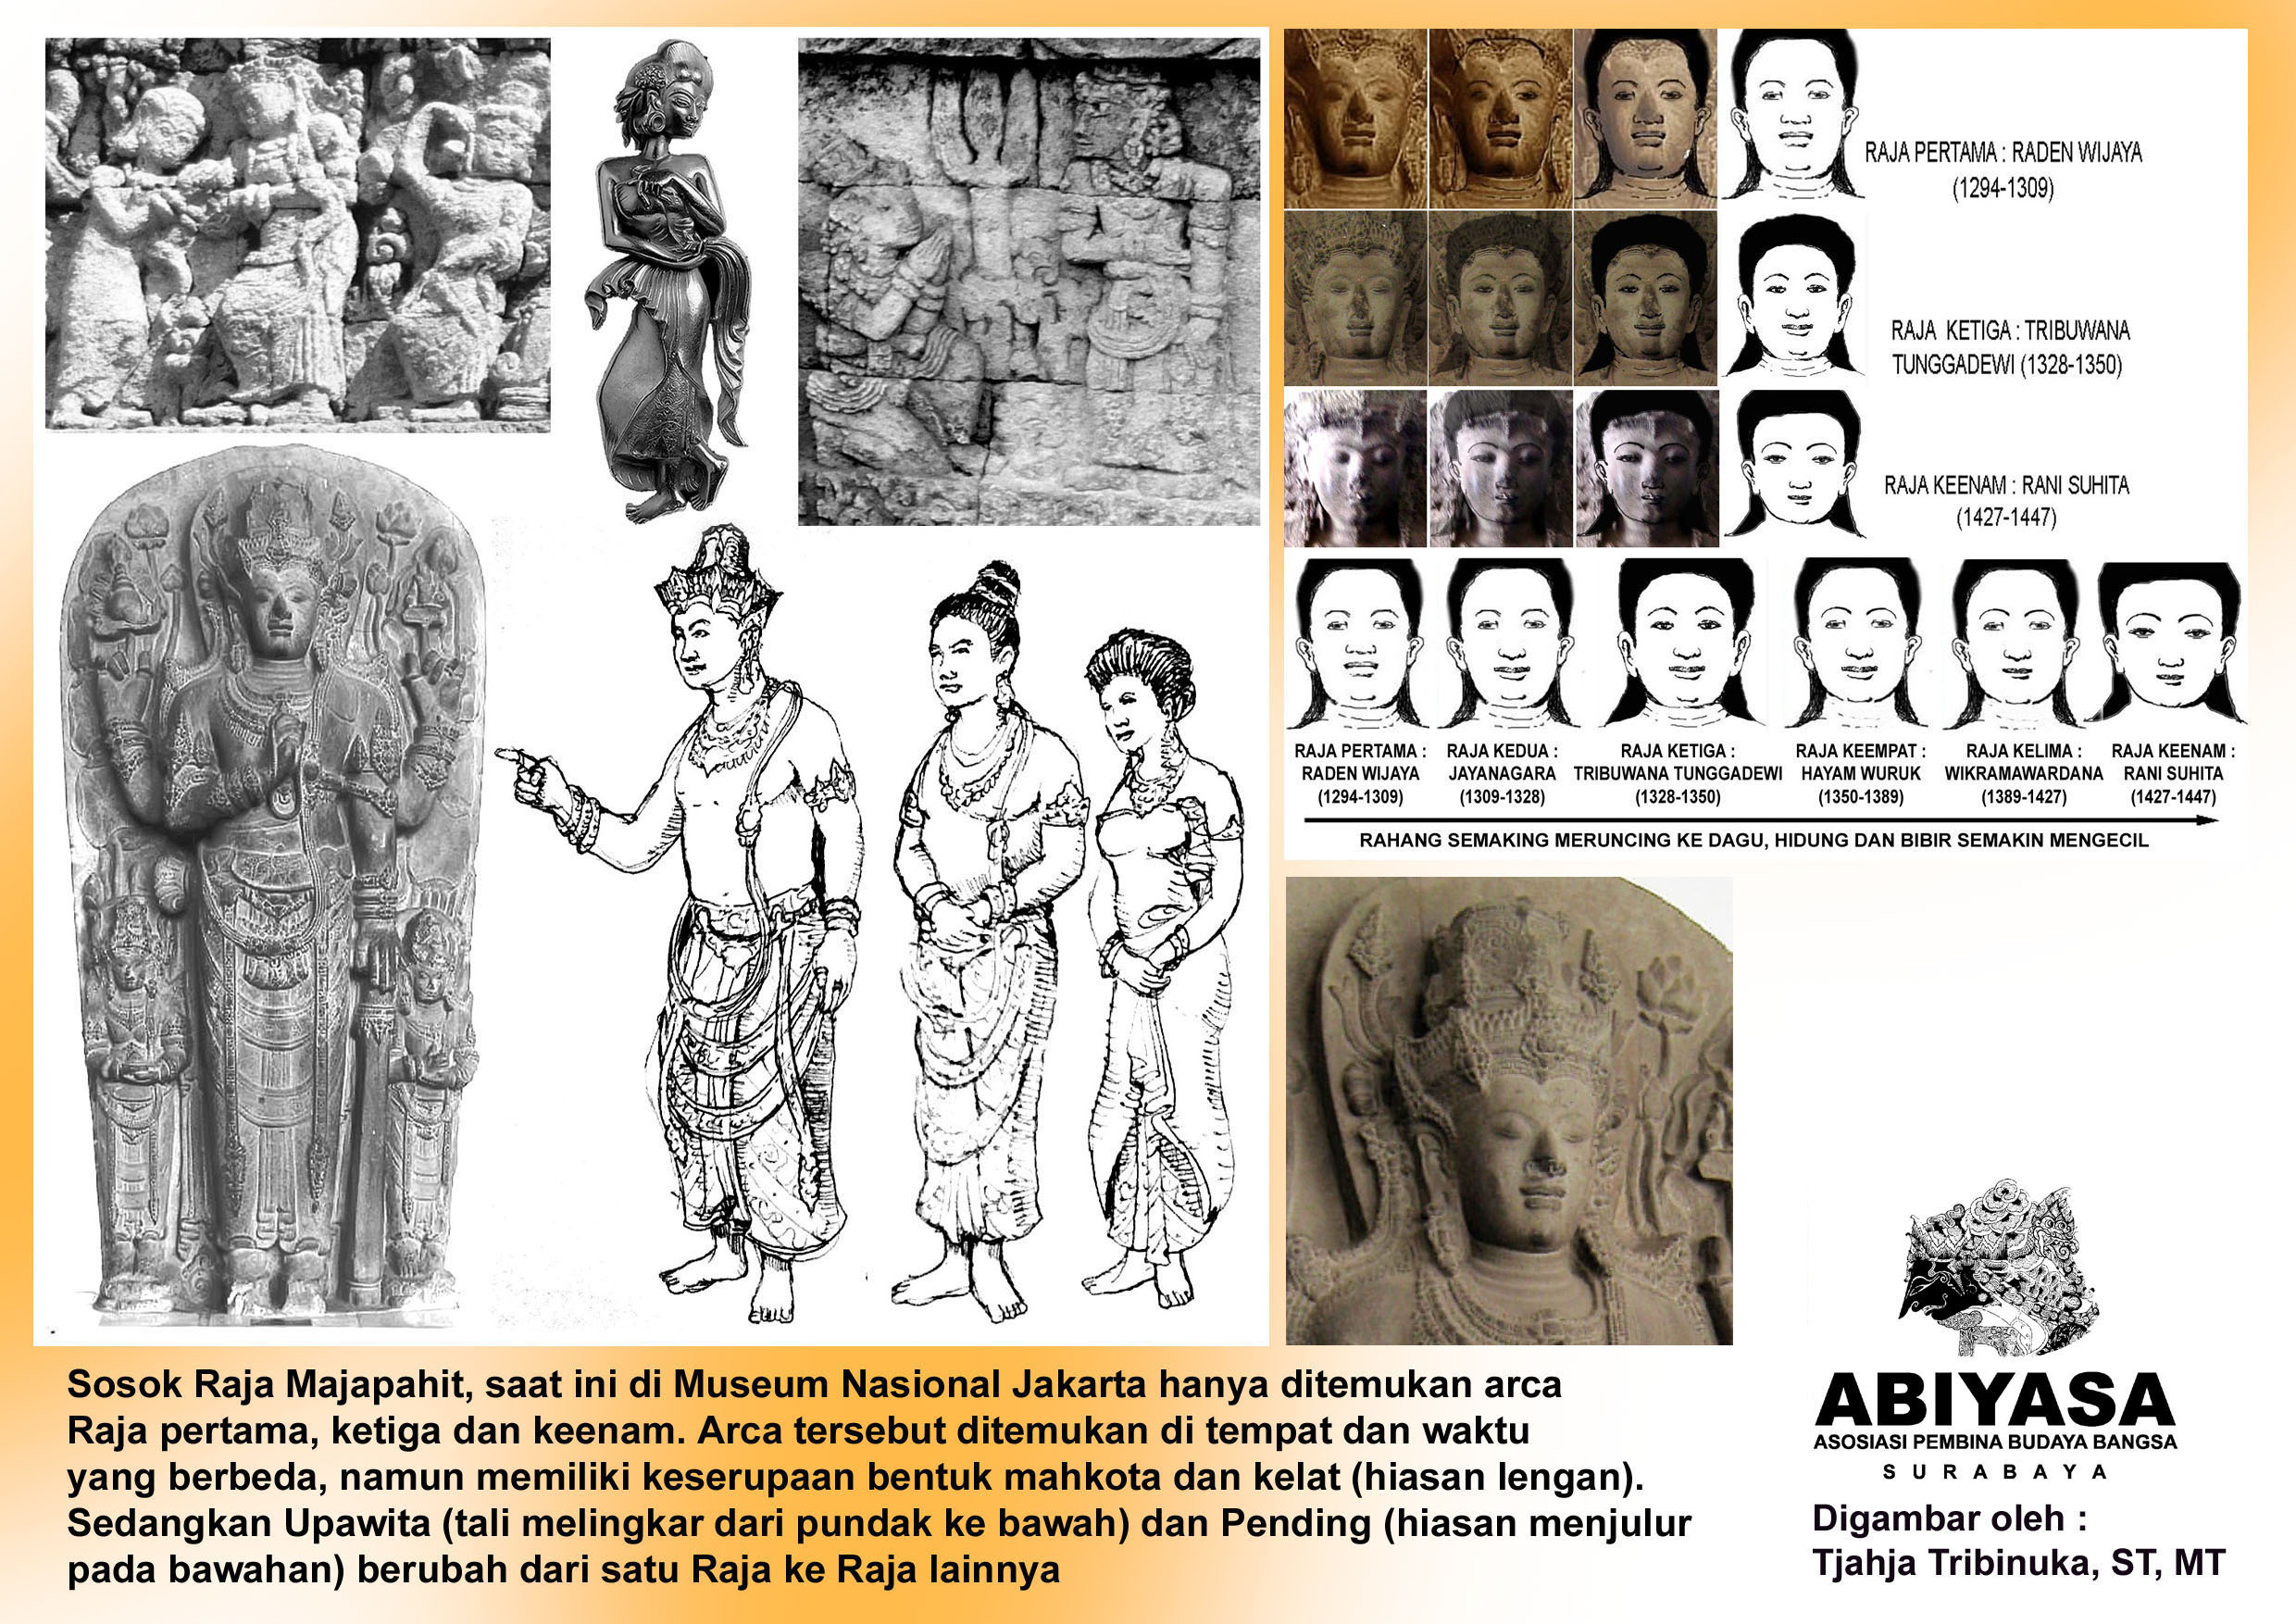 RAJA PERTAMA : RADEN WIJAYA
(1294-1309)
RAJA KETIGA : TRIBUWANA
TUNGGADEWI (1328-1350)
RAJA KEENAM : RANI SUHITA
(1427-1447)
RAJA PERTAMA :
RADEN WIJAYA
(1294-1309)
RAJA KEDUA :
JAYANAGARA
(1309-1328)
RAJA KETIGA :
TRIBUWANA TUNGGADEWI
(1328-1350)
RAJA KEEMPAT :
HAYAM WURUK
(1350-1389)
RAJA KELIMA :
WIKRAMAWARDANA
(1389-1427)
RAJA KEENAM :
RANI SUHITA
(1427-1447)
RAHANG SEMAKING MERUNCING KE DAGU, HIDUNG DAN BIBIR SEMAKIN MENGECIL
Sosok Raja Majapahit, saat ini di Museum Nasional Jakarta hanya ditemukan arca
Raja pertama, ketiga dan keenam. Arca tersebut ditemukan di tempat dan waktu
yang berbeda, namun memiliki keserupaan bentuk mahkota dan kelat (hiasan lengan).
Sedangkan Upawita (tali melingkar dari pundak ke bawah) dan Pending (hiasan menjulur
pada bawahan) berubah dari satu Raja ke Raja lainnya
ABIYASA
ASOSIASI PEMBINA BUDAYA BANGSA
SURABAYA
Digambar oleh :
Tjahja Tribinuka, ST, MT